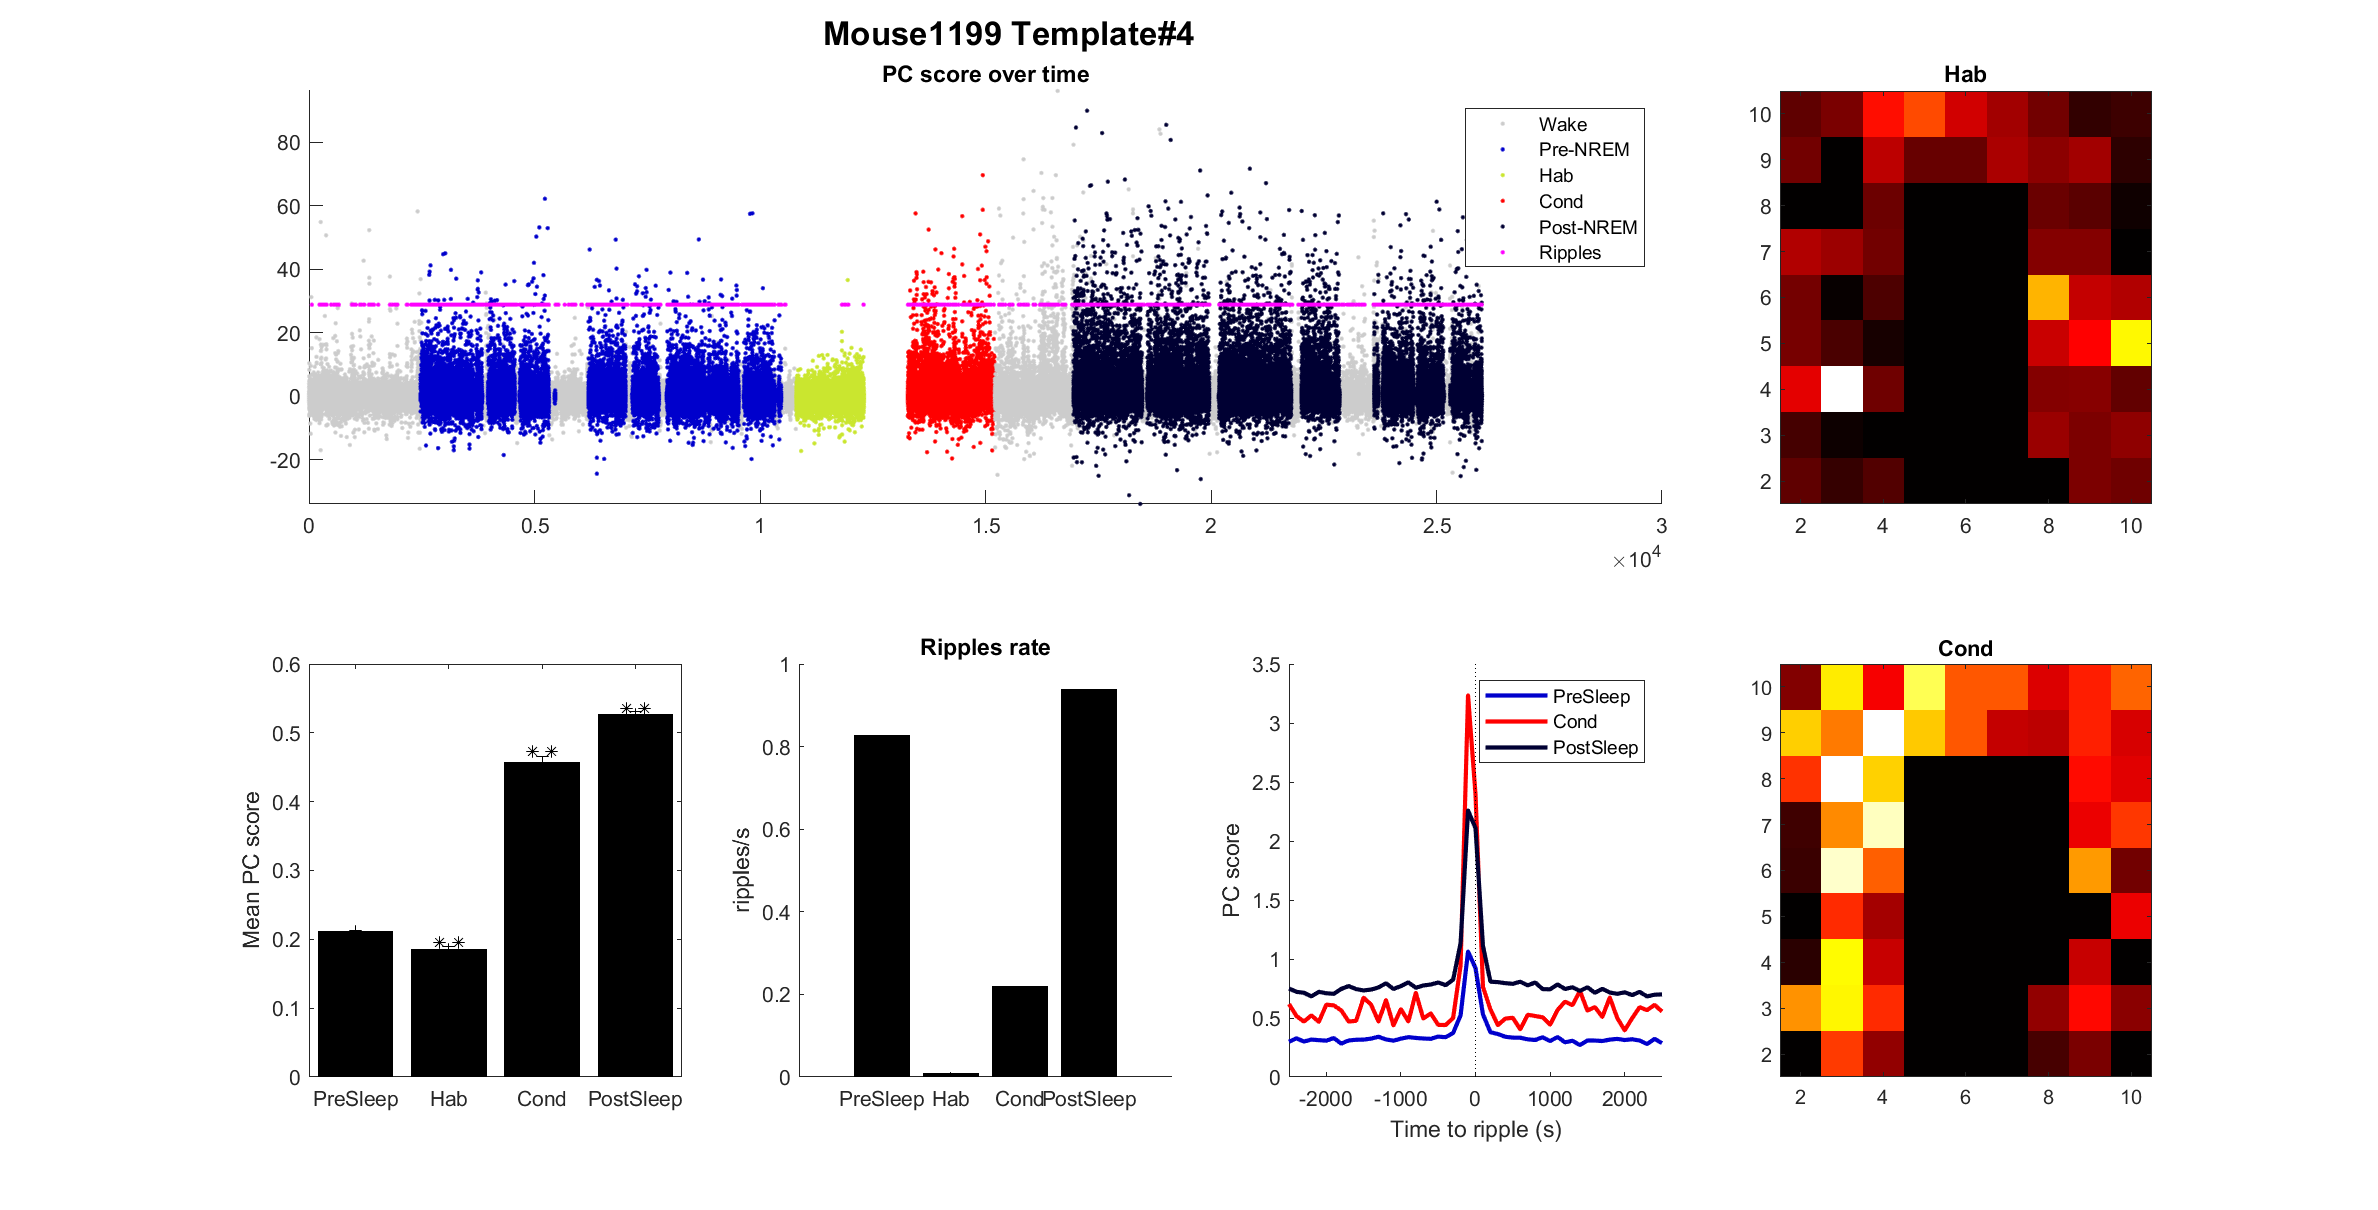 Mouse1199 Template#4
PC score over time
80
60
40
20
0
-20
0 0.5 1 1.5 2 2.5 3
×10⁴
Wake
Pre-NREM
Hab
Cond
Post-NREM
Ripples
Hab
10
9
8
7
6
5
4
3
2
2 4 6 8 10
0.6
0.5
0.4
0.3
0.2
0.1
0
Mean PC score
PreSleep Hab Cond PostSleep
Ripples rate
1
0.8
0.6
0.4
0.2
0
ripples/s
PreSleep Hab Cond PostSleep
3.5
3
2.5
2
1.5
1
0.5
0
PC score
PreSleep
Cond
PostSleep
-2000 -1000 0 1000 2000
Time to ripple (s)
Cond
10
9
8
7
6
5
4
3
2
2 4 6 8 10